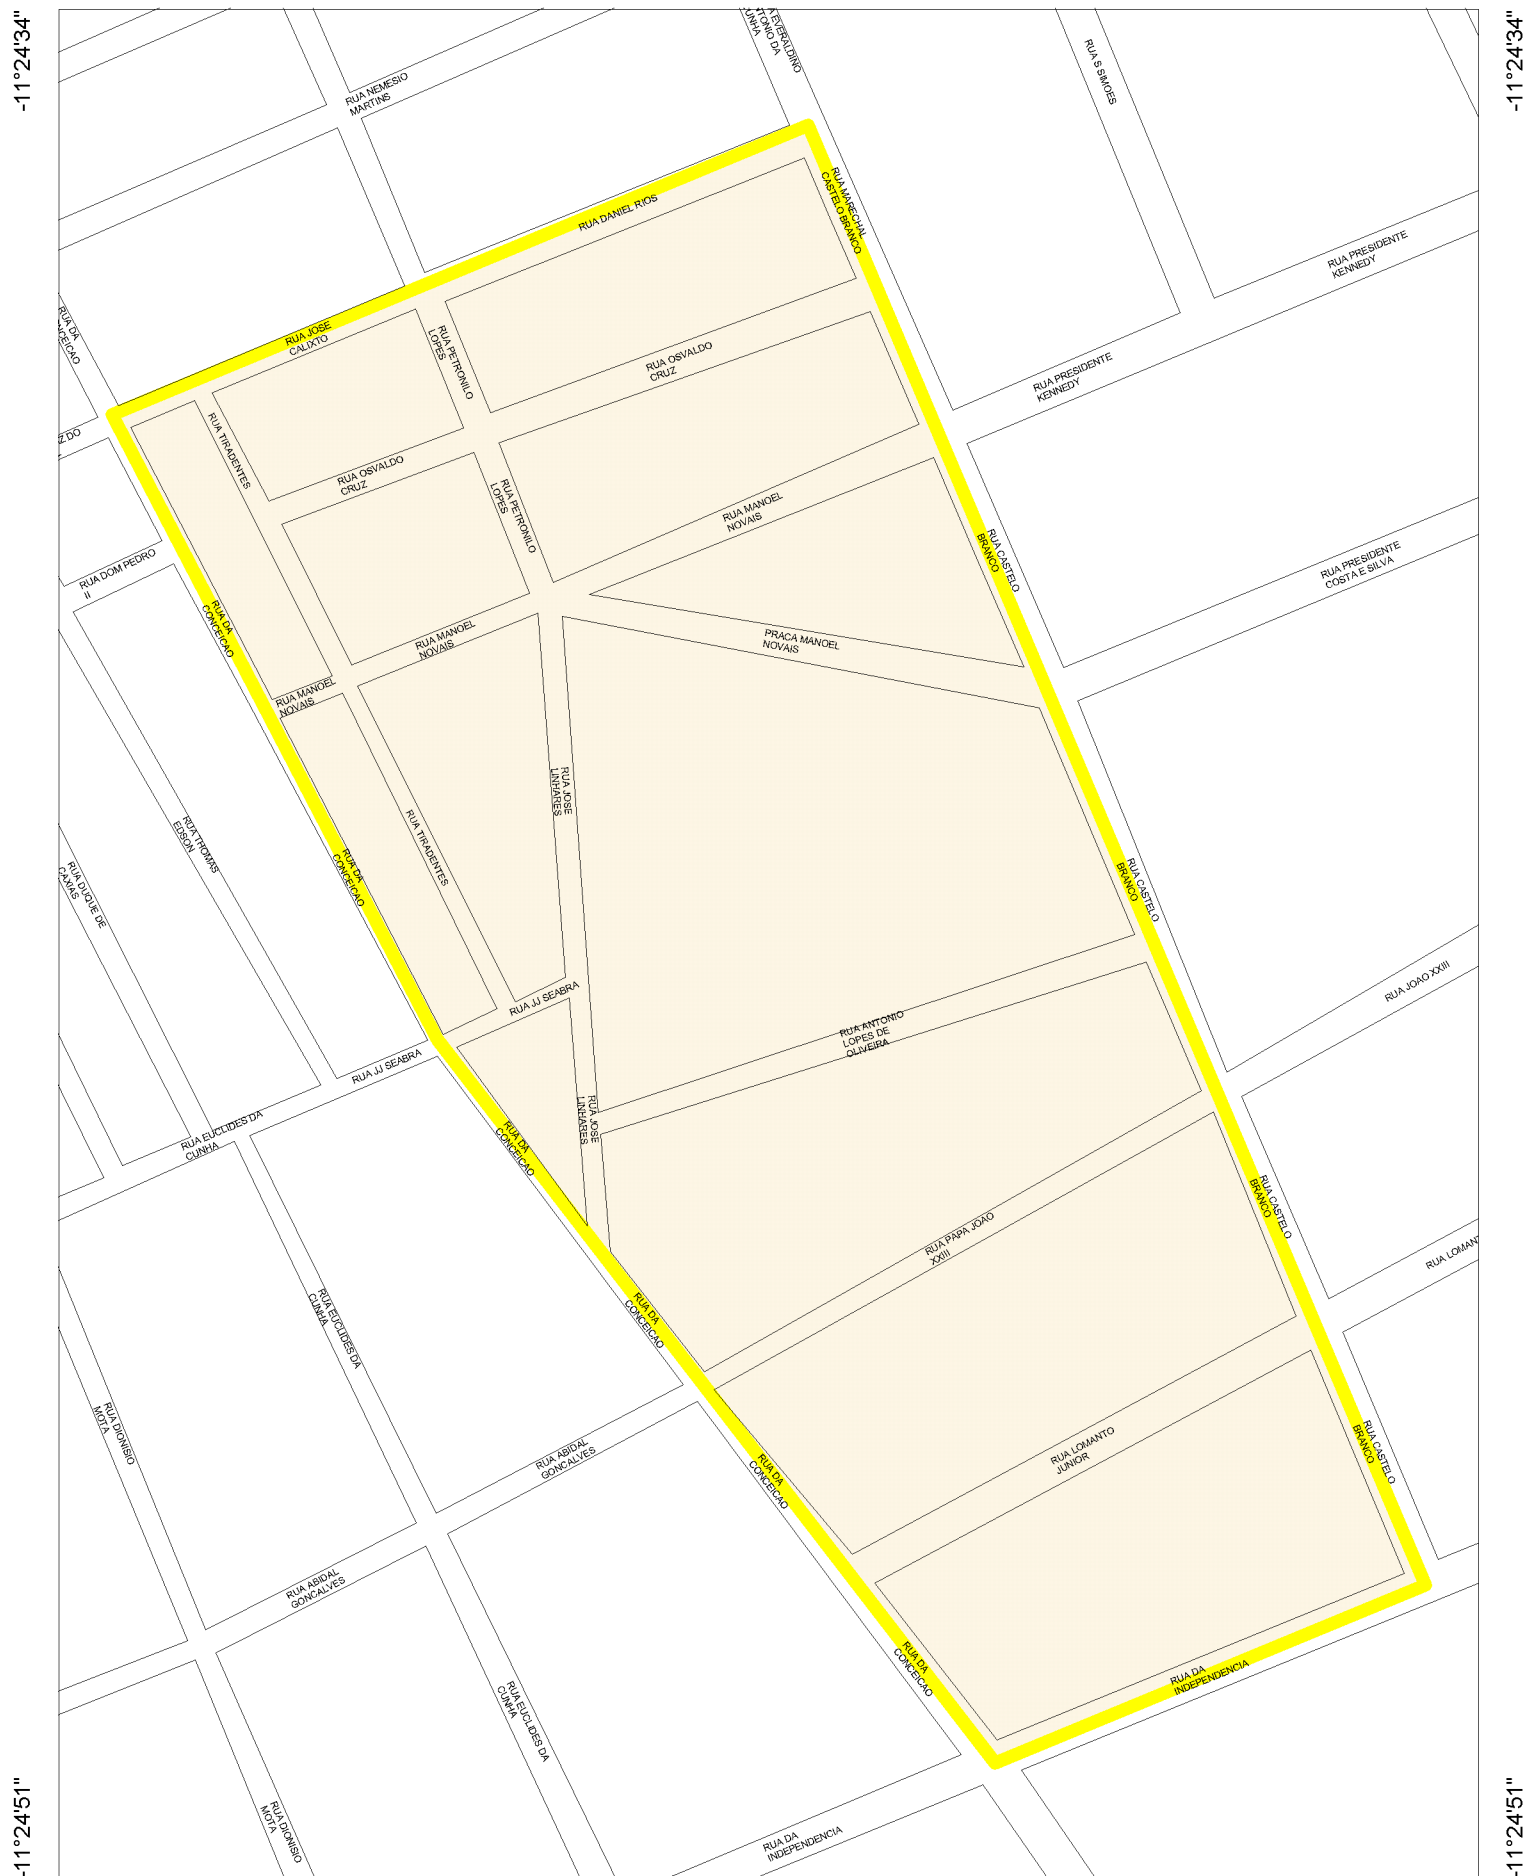 -11°24'34"
-11°24'34"
RUA S SIMOES
RUA NEMESIO
MARTINS
RUA MARECHAL
CASTELO BRANCO
RUA DANIEL RIOS
RUA PRESIDENTE
KENNEDY
RUA DA
RUA JOSE
CALIXTO
RUA PETRONILO
LOPES
RUA OSVALDO
CRUZ
RUA PRESIDENTE
KENNEDY
RUA TIRADENTES
RUA OSVALDO
CRUZ
RUA PETRONILO
LOPES
RUA MANOEL
NOVAIS
RUA CASTELO
BRANCO
RUA PRESIDENTE
COSTA E SILVA
RUA DOM PEDRO
II
RUA DA
CONCEICAO
RUA MANOEL
NOVAIS
PRACA MANOEL
NOVAIS
RUA MANOEL
NOVAIS
RUA JOSE
LINHARES
RUA THOMAS
EDSON
RUA TIRADENTES
RUA DA
CONCEICAO
RUA DUQUE DE
CAXIAS
RUA CASTELO
BRANCO
RUA JOAO XXIII
RUA JJ SEABRA
RUA ANTONIO
LOPES DE
OLIVEIRA
RUA JJ SEABRA
RUA JOSE
LINHARES
RUA EUCLIDES DA
CUNHA
RUA DA
CONCEICAO
RUA CASTELO
BRANCO
RUA PAPA JOAO
XXIII
RUA EUCLIDES DA
CUNHA
RUA DA
CONCEICAO
RUA DIONISIO
MOTA
RUA ABIDAL
GONCALVES
RUA LOMANTO
JUNIOR
RUA CASTELO
BRANCO
RUA DA
CONCEICAO
RUA ABIDAL
GONCALVES
RUA DA
CONCEICAO
RUA DA
INDEPENDENCIA
RUA EUCLIDES DA
CUNHA
RUA DIONISIO
MOTA
RUA DA
INDEPENDENCIA
-11°24'51"
-11°24'51"